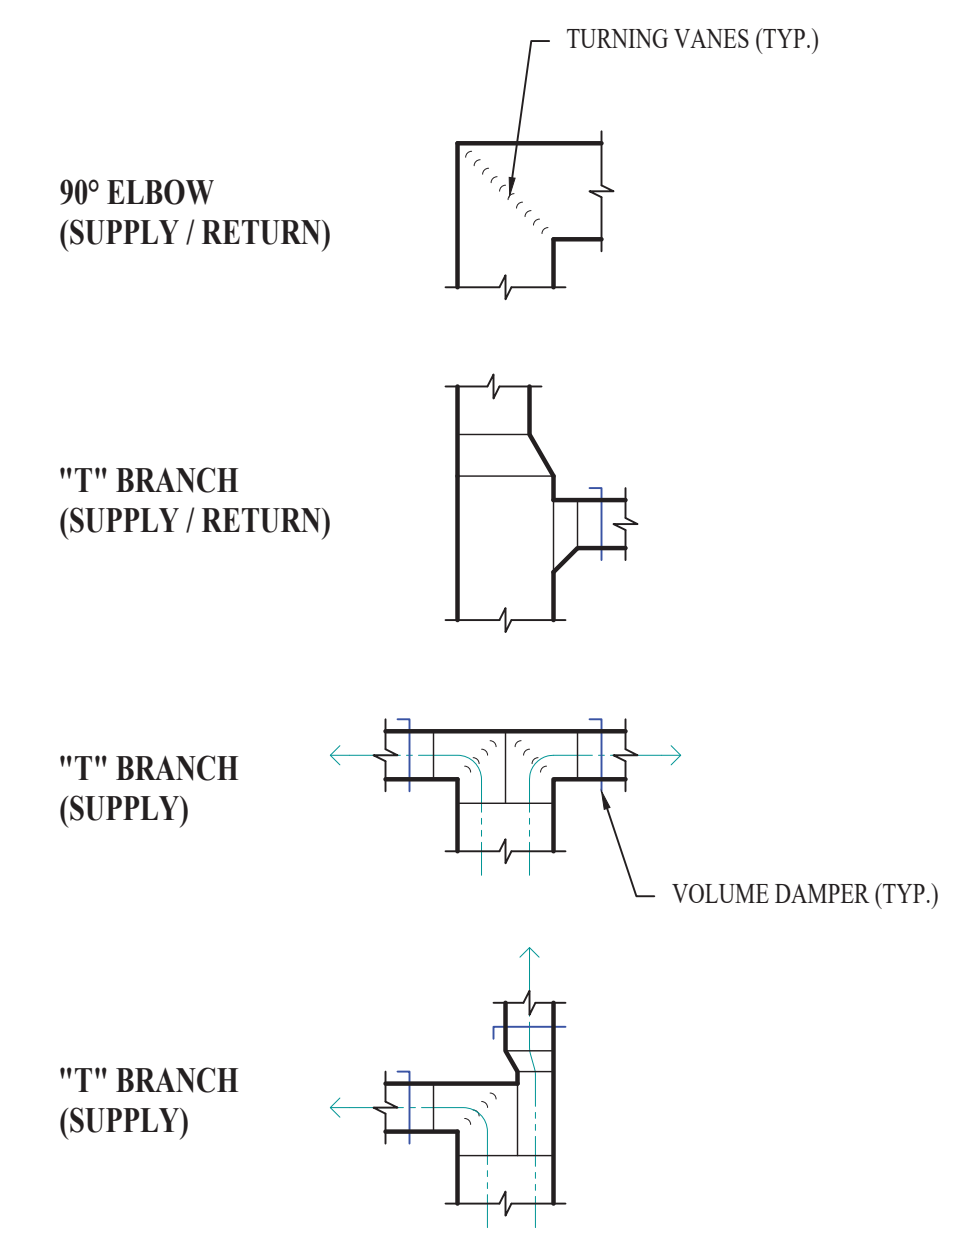 TURNING VANES (TYP.)
90° ELBOW
(SUPPLY / RETURN)
"T" BRANCH
(SUPPLY / RETURN)
"T" BRANCH
(SUPPLY)
VOLUME DAMPER (TYP.)
"T" BRANCH
(SUPPLY)